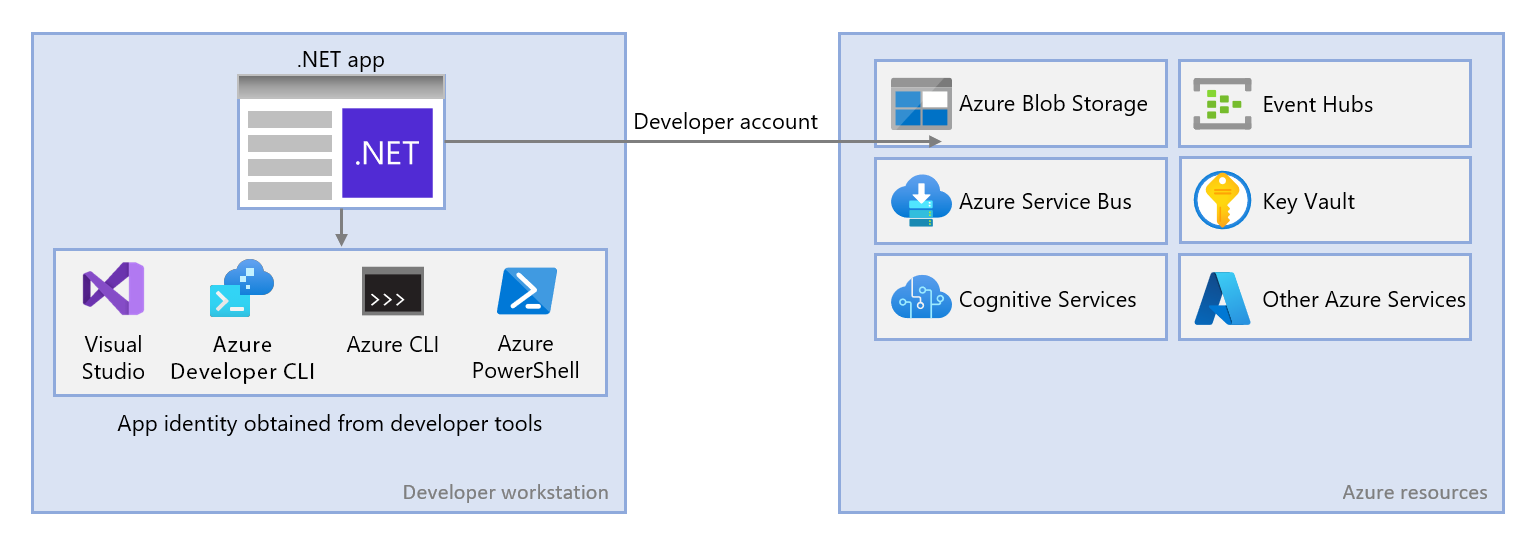 .NET app
.NET
Visual
Studio
Azure
Developer CLI
>>>
Azure CLI
Azure
PowerShell
App identity obtained from developer tools
Developer workstation
Developer account
Azure Blob Storage
Event Hubs
Azure Service Bus
Key Vault
Cognitive Services
Other Azure Services
Azure resources